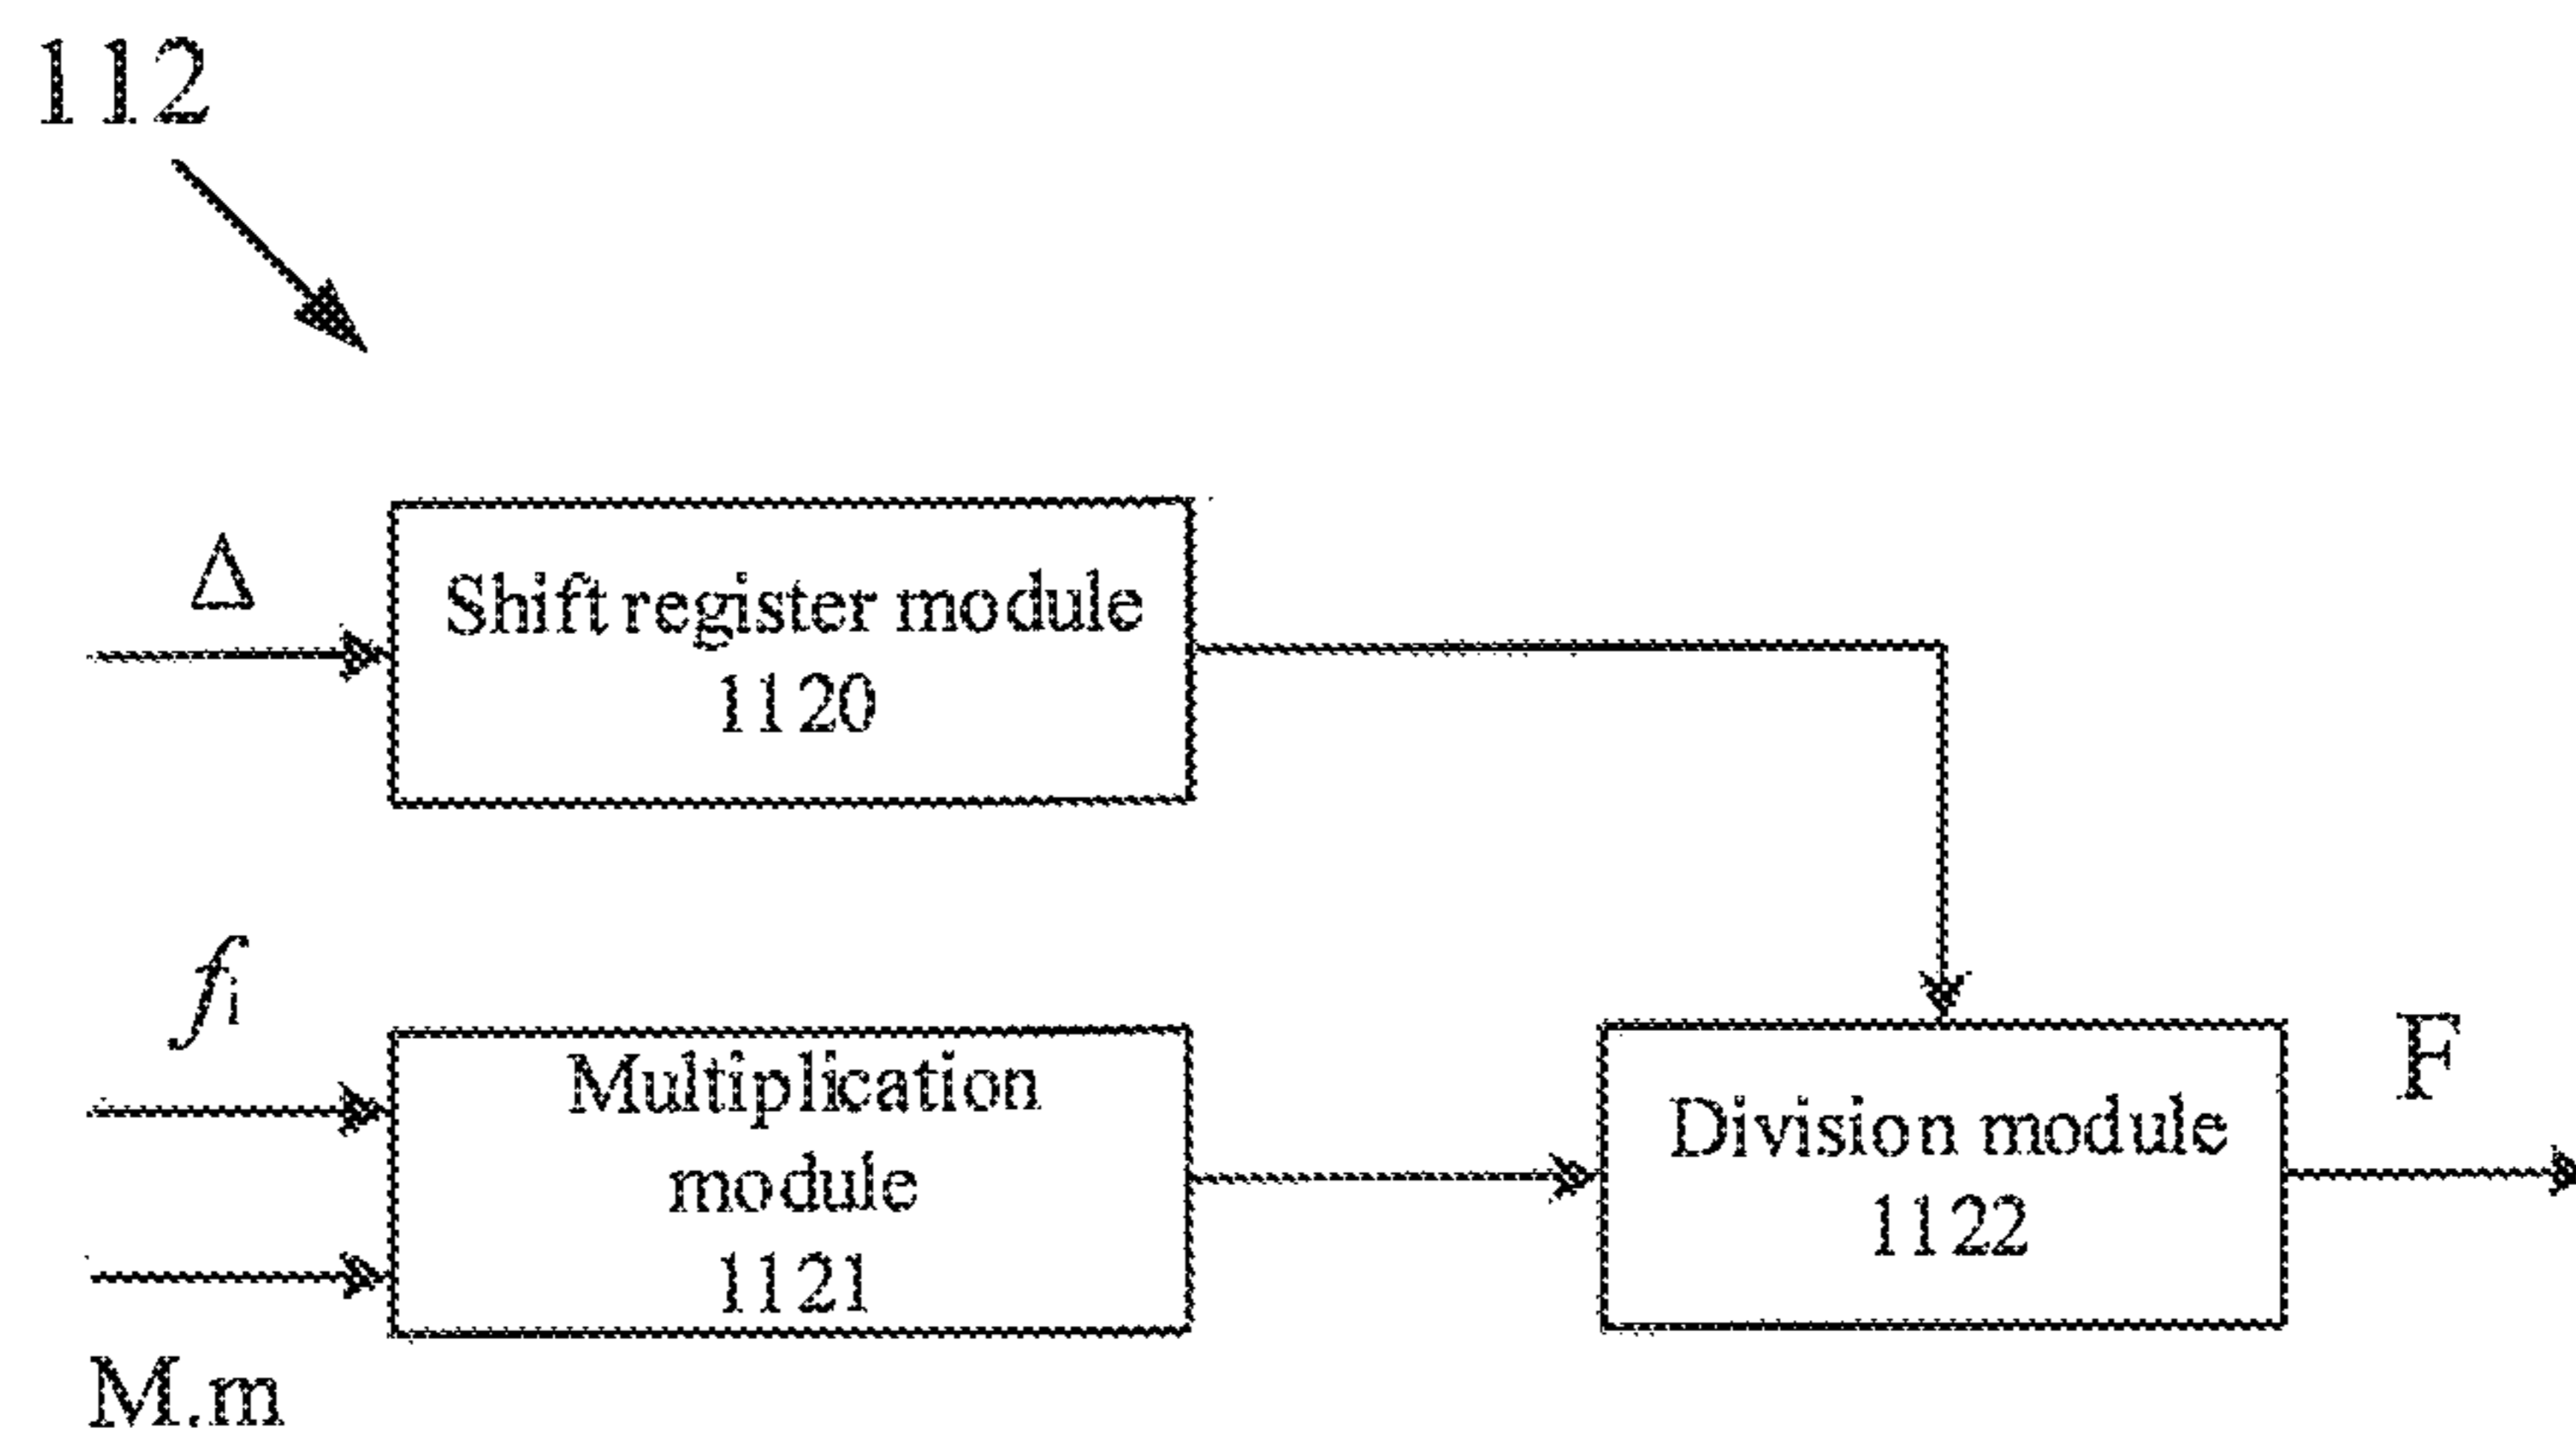 112
Δ
Shift register module
1120
fi
Multiplication
module
1121
M.m
Division module
1122
F